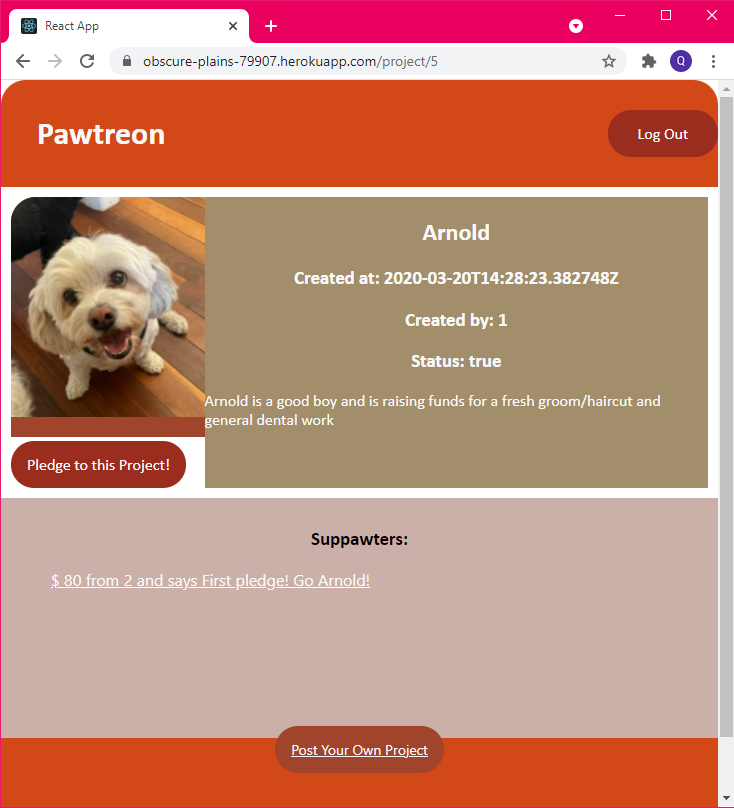 React App
obscure-plains-79907.herokuapp.com/project/5
Q
Pawtreon
Log Out
Arnold
Created at: 2020-03-20T14:28:23.382748Z
Created by: 1
Status: true
Arnold is a good boy and is raising funds for a fresh groom/haircut and
general dental work
Pledge to this Project!
Suppawters:
$ 80 from 2 and says First pledge! Go Arnold!
Post Your Own Project